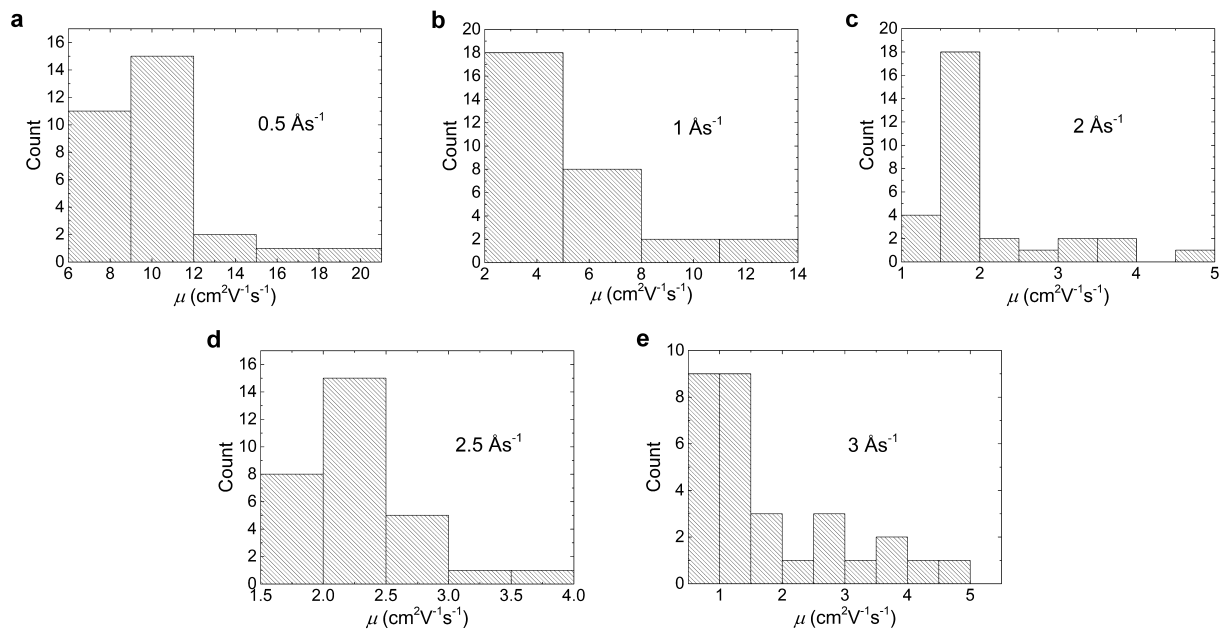 a
16
14
12
10
8
6
4
2
0
Count
0.5 Ås⁻¹
6 8 10 12 14 16 18 20
μ (cm²V⁻¹s⁻¹)
b
20
18
16
14
12
10
8
6
4
2
0
Count
1 Ås⁻¹
2 4 6 8 10 12 14
μ (cm²V⁻¹s⁻¹)
c
20
18
16
14
12
10
8
6
4
2
0
Count
2 Ås⁻¹
1 2 3 4 5
μ (cm²V⁻¹s⁻¹)
d
16
14
12
10
8
6
4
2
0
Count
2.5 Ås⁻¹
1.5 2.0 2.5 3.0 3.5 4.0
μ (cm²V⁻¹s⁻¹)
e
10
8
6
4
2
0
Count
3 Ås⁻¹
1 2 3 4 5
μ (cm²V⁻¹s⁻¹)